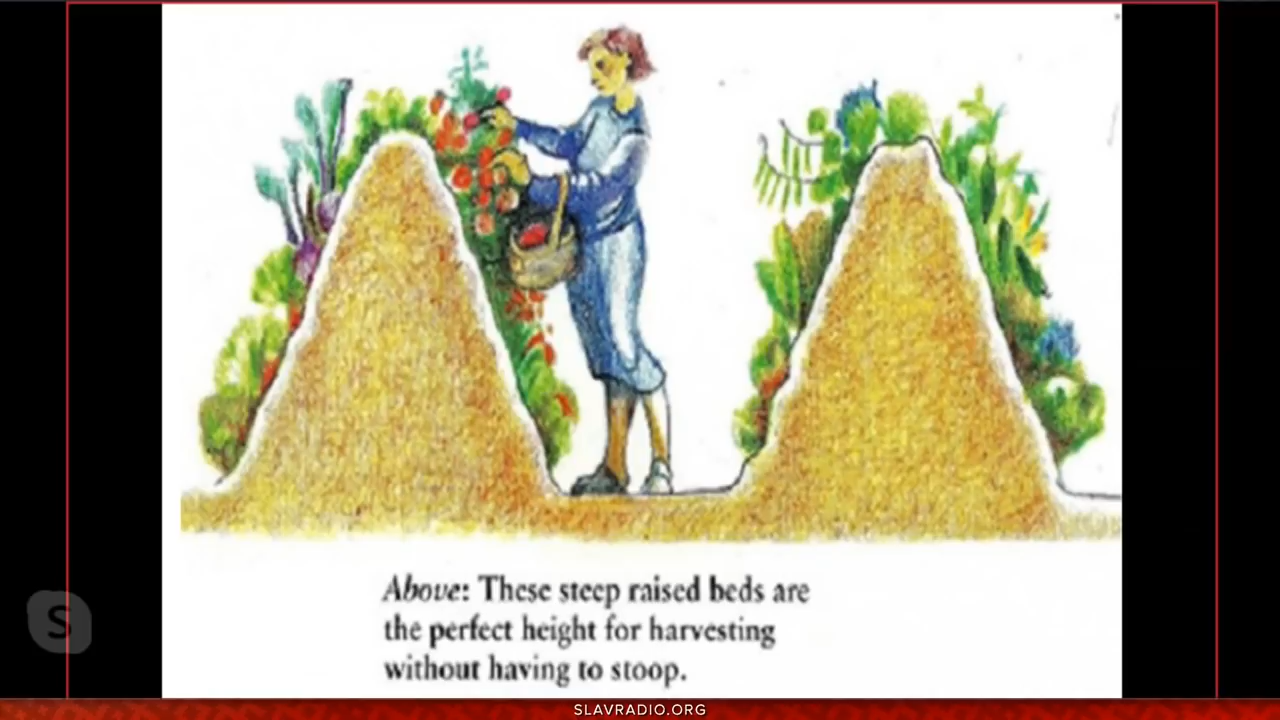 Above: These steep raised beds are
the perfect height for harvesting
without having to stoop.
S
SLAVRADIO.ORG